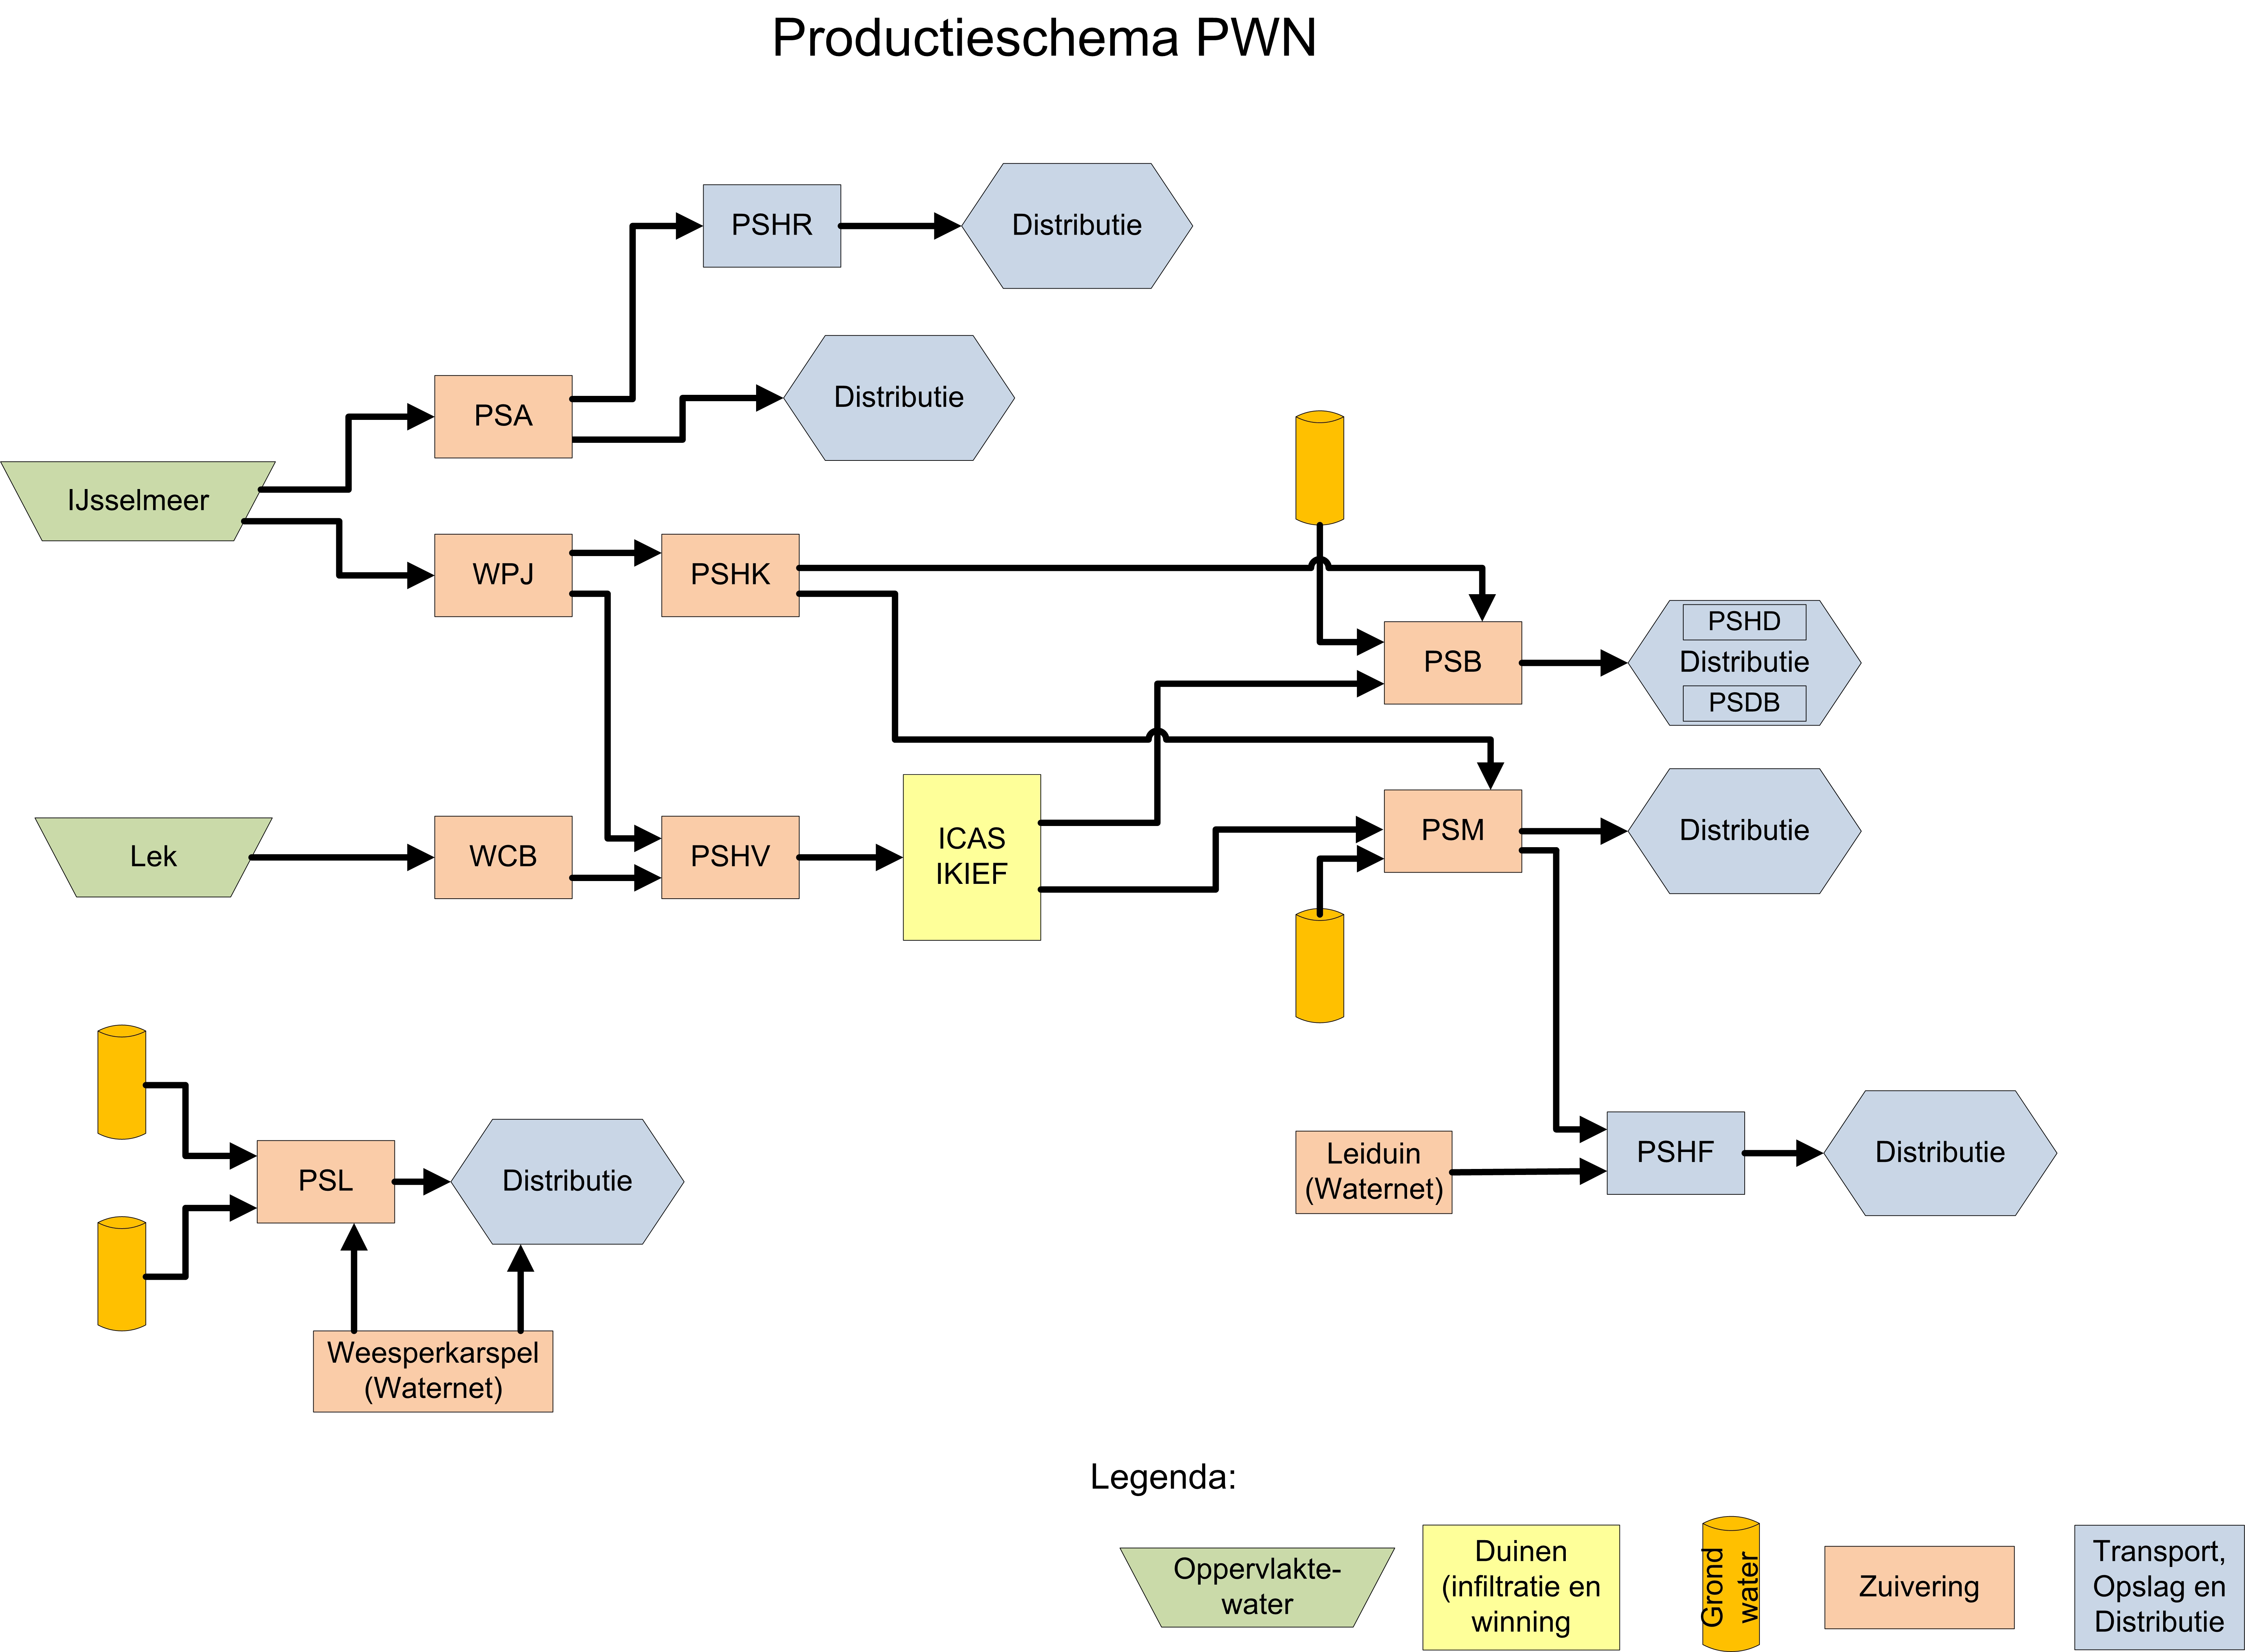 Productieschema PWN
PSHR
Distributie
PSA
Distributie
IJsselmeer
WPJ
PSHK
PSB
PSHD
Distributie
PSDB
Lek
WCB
PSHV
ICAS
IKIEF
PSM
Distributie
PSL
Distributie
Leiduin
(Waternet)
PSHF
Distributie
Weesperkarspel
(Waternet)
Legenda:
Oppervlakte-
water
Duinen
(infiltratie en
winning
Grond
water
Zuivering
Transport,
Opslag en
Distributie